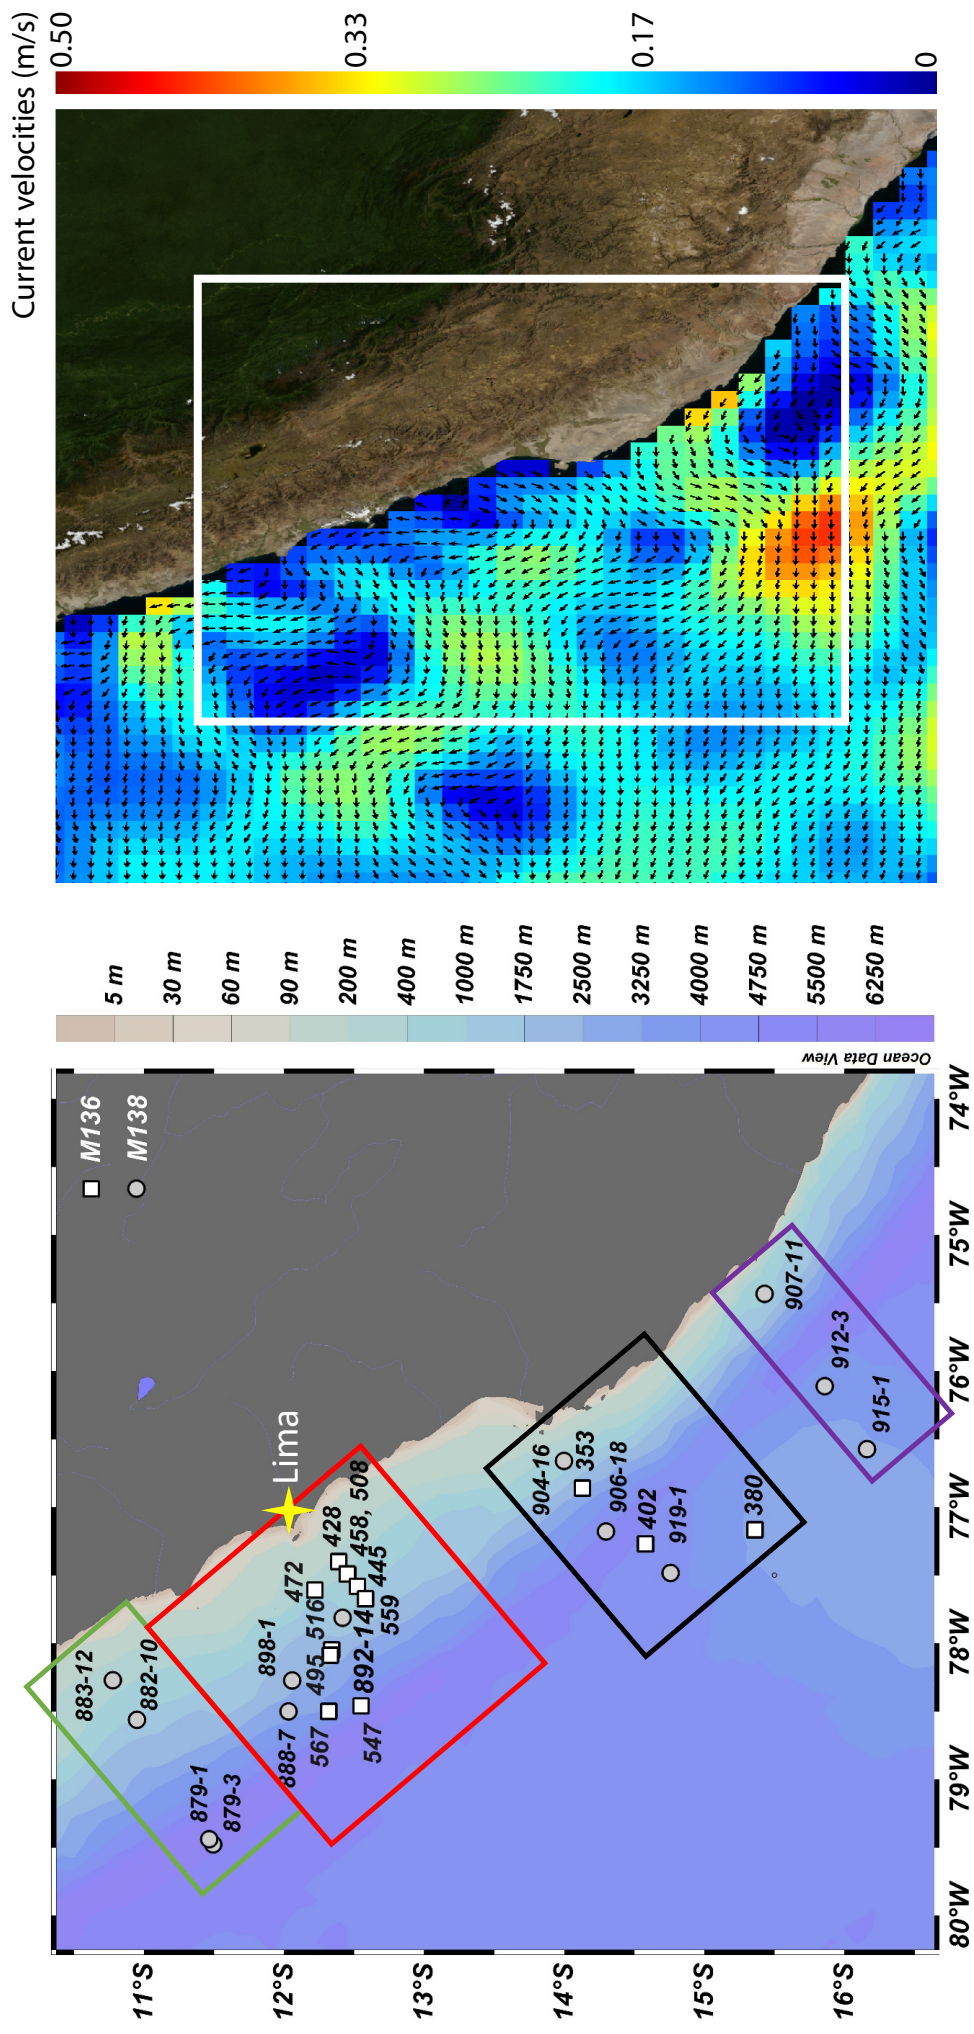 M136
M138
Lima
883-12
882-10
879-1
879-3
898-1
888-7
472
428
458, 508
445
559
495
516
892-14
567
547
904-16
353
906-18
402
919-1
380
907-11
912-3
915-1
11°S
12°S
13°S
14°S
15°S
16°S
80°W
79°W
78°W
77°W
76°W
75°W
74°W
Ocean Data View
5 m
30 m
60 m
90 m
200 m
400 m
1000 m
1750 m
2500 m
3250 m
4000 m
4750 m
5500 m
6250 m
Current velocities (m/s)
0.50
0.33
0.17
0